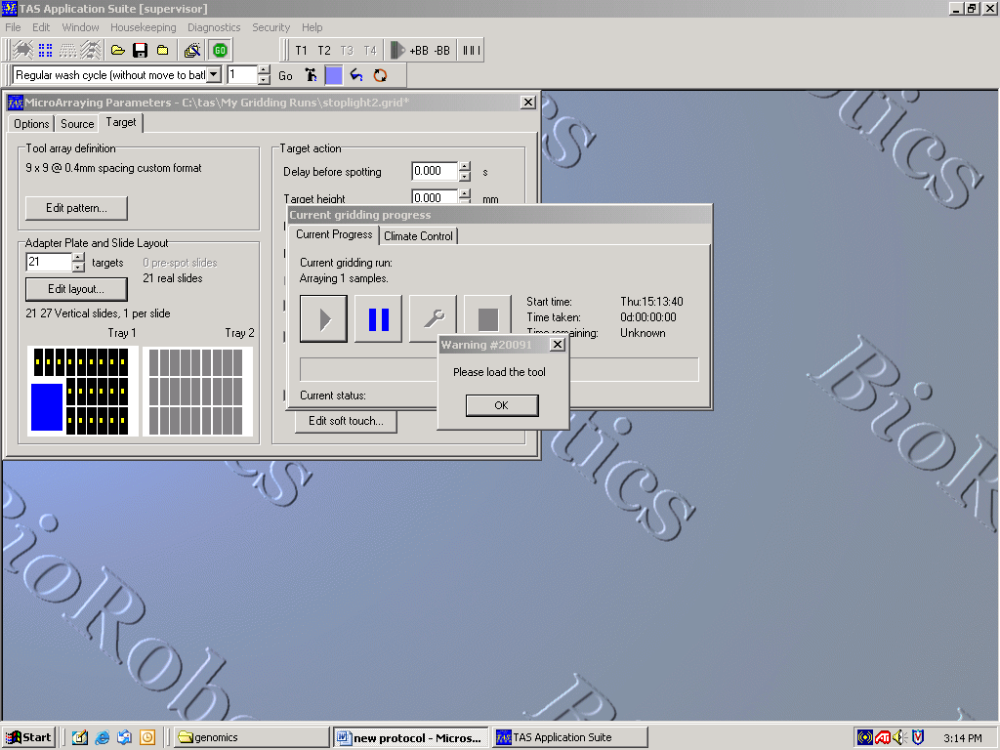 TAS Application Suite [supervisor]
File Edit Window Housekeeping Diagnostics Security Help
GO T1 T2 T3 T4 +BB -BB
Regular wash cycle (without move to batl 1 Go
MicroArraying Parameters - C:\tas\My Gridding Runs\stoplight2.grid*
Options Source Target
Tool array definition
9 x 9 @ 0.4mm spacing custom format
Edit pattern...
Adapter Plate and Slide Layout
21 targets
0 pre-spot slides
21 real slides
Edit layout...
21 27 Vertical slides, 1 per slide
Tray 1 Tray 2
Target action
Delay before spotting 0.000 s
Target height 0.000 mm
Edit soft touch...
Current gridding progress
Current Progress Climate Control
Current gridding run:
Arraying 1 samples.
Start time: Thu:15:13:40
Time taken: 0d:00:00:00
Time remaining: Unknown
Current status:
Warning #20091
Please load the tool
OK
BioRobotics
Start genomics new protocol - Micros... TAS Application Suite 3:14 PM